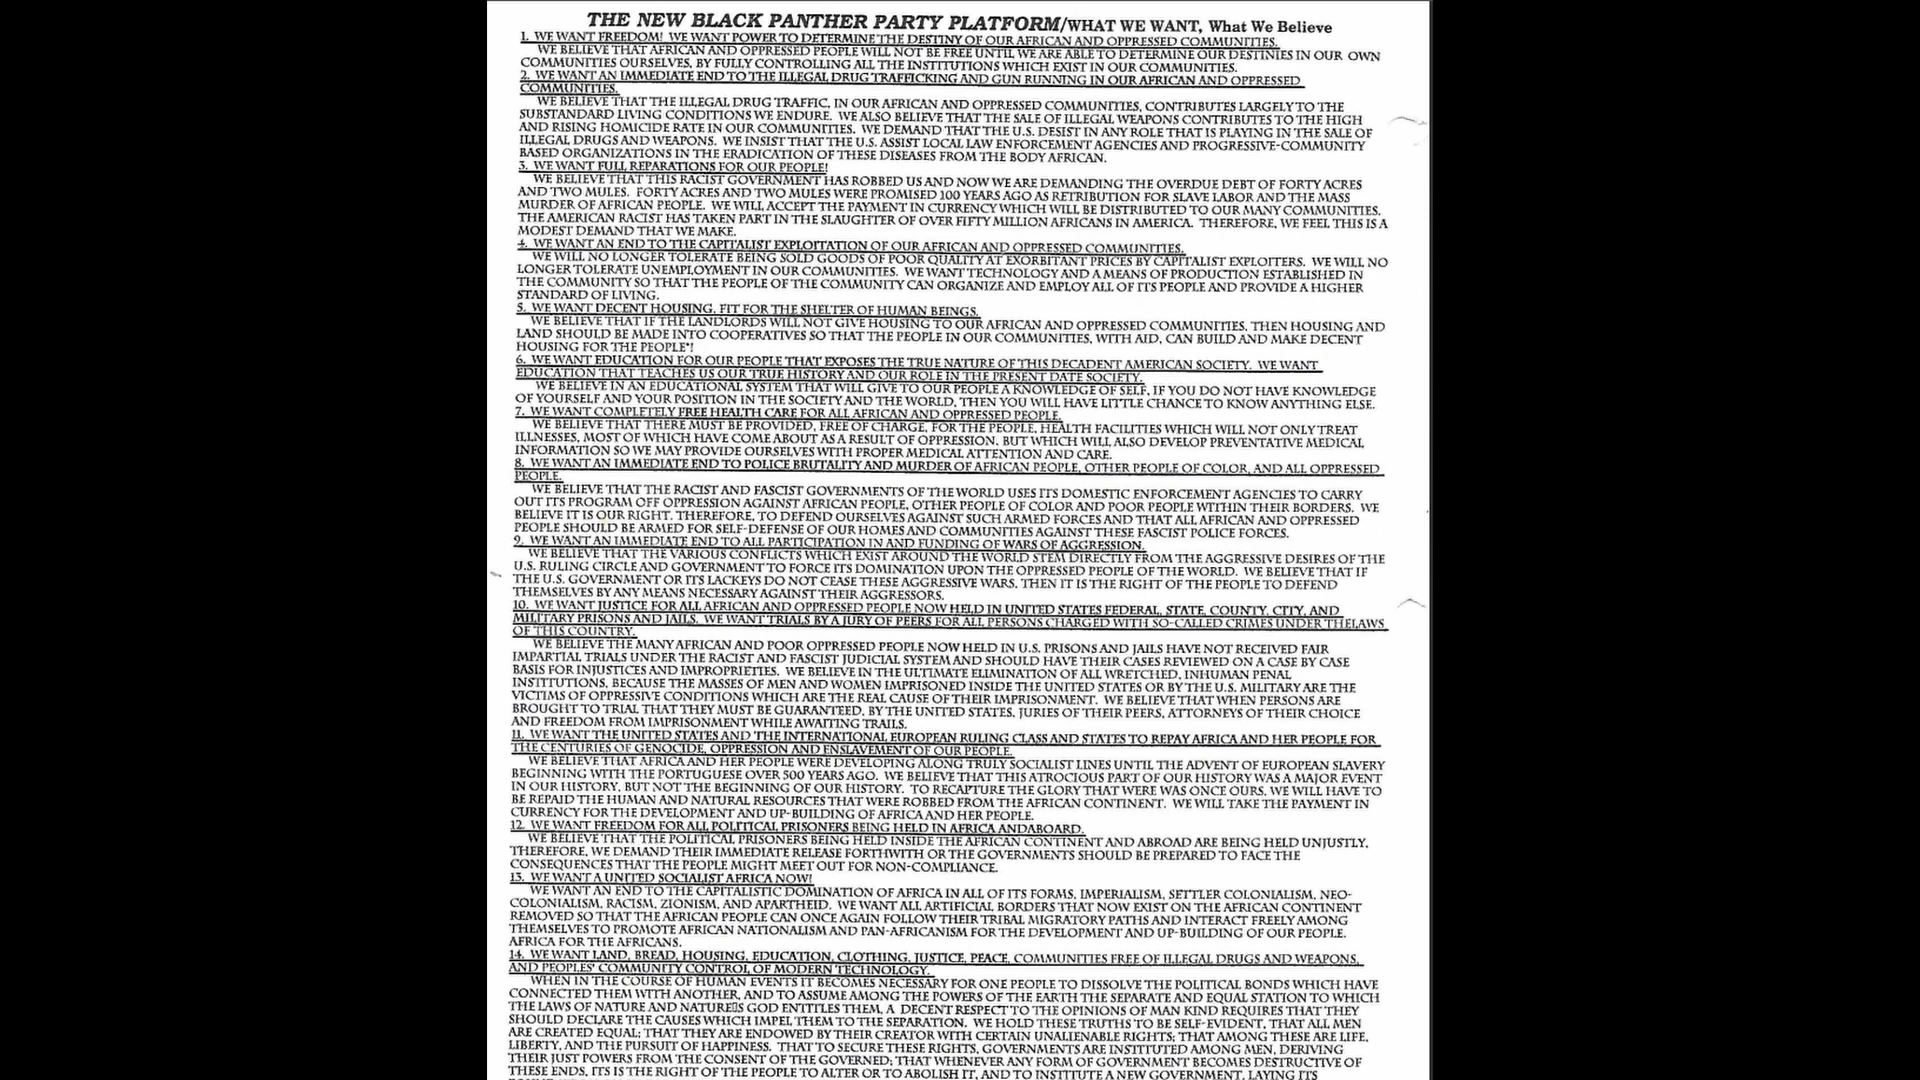 THE NEW BLACK PANTHER PARTY PLATFORM/WHAT WE WANT, What We Believe
1. WE WANT FREEDOM! WE WANT POWER TO DETERMINE THE DESTINY OF OUR AFRICAN AND OPPRESSED COMMUNITIES.
WE BELIEVE THAT AFRICAN AND OPPRESSED PEOPLE WILL NOT BE FREE UNTIL WE ARE ABLE TO DETERMINE OUR DESTINIES IN OUR OWN
COMMUNITIES OURSELVES, BY FULLY CONTROLLING ALL THE INSTITUTIONS WHICH EXIST IN OUR COMMUNITIES.
2. WE WANT AN IMMEDIATE END TO THE ILLEGAL DRUG TRAFFICKING AND GUN RUNNING IN OUR AFRICAN AND OPPRESSED
COMMUNITIES.
WE BELIEVE THAT THE ILLEGAL DRUG TRAFFIC, IN OUR AFRICAN AND OPPRESSED COMMUNITIES, CONTRIBUTES LARGELY TO THE
SUBSTANDARD LIVING CONDITIONS WE ENDURE. WE ALSO BELIEVE THAT THE SALE OF ILLEGAL WEAPONS CONTRIBUTES TO THE HIGH
AND RISING HOMICIDE RATE IN OUR COMMUNITIES. WE DEMAND THAT THE U.S. DESIST IN ANY ROLE THAT IS PLAYING IN THE SALE OF
ILLEGAL DRUGS AND WEAPONS. WE INSIST THAT THE U.S. ASSIST LOCAL LAW ENFORCEMENT AGENCIES AND PROGRESSIVE-COMMUNITY
BASED ORGANIZATIONS IN THE ERADICATION OF THESE DISEASES FROM THE BODY AFRICAN.
3. WE WANT FULL REPARATIONS FOR OUR PEOPLE!
WE BELIEVE THAT THIS RACIST GOVERNMENT HAS ROBBED US AND NOW WE ARE DEMANDING THE OVERDUE DEBT OF FORTY ACRES
AND TWO MULES. FORTY ACRES AND TWO MULES WERE PROMISED 100 YEARS AGO AS RETRIBUTION FOR SLAVE LABOR AND THE MASS
MURDER OF AFRICAN PEOPLE. WE WILL ACCEPT THE PAYMENT IN CURRENCY WHICH WILL BE DISTRIBUTED TO OUR MANY COMMUNITIES.
THE AMERICAN RACIST HAS TAKEN PART IN THE SLAUGHTER OF OVER FIFTY MILLION AFRICANS IN AMERICA. THEREFORE, WE FEEL THIS IS A
MODEST DEMAND THAT WE MAKE.
4. WE WANT AN END TO THE CAPITALIST EXPLOITATION OF OUR AFRICAN AND OPPRESSED COMMUNITIES.
WE WILL NO LONGER TOLERATE BEING SOLD GOODS OF POOR QUALITY AT EXORBITANT PRICES BY CAPITALIST EXPLOITERS. WE WILL NO
LONGER TOLERATE UNEMPLOYMENT IN OUR COMMUNITIES. WE WANT TECHNOLOGY AND A MEANS OF PRODUCTION ESTABLISHED IN
THE COMMUNITY SO THAT THE PEOPLE OF THE COMMUNITY CAN ORGANIZE AND EMPLOY ALL OF ITS PEOPLE AND PROVIDE A HIGHER
STANDARD OF LIVING.
5. WE WANT DECENT HOUSING, FIT FOR THE SHELTER OF HUMAN BEINGS.
WE BELIEVE THAT IF THE LANDLORDS WILL NOT GIVE HOUSING TO OUR AFRICAN AND OPPRESSED COMMUNITIES, THEN HOUSING AND
LAND SHOULD BE MADE INTO COOPERATIVES SO THAT THE PEOPLE IN OUR COMMUNITIES, WITH AID, CAN BUILD AND MAKE DECENT
HOUSING FOR THE PEOPLE"!
6. WE WANT EDUCATION FOR OUR PEOPLE THAT EXPOSES THE TRUE NATURE OF THIS DECADENT AMERICAN SOCIETY. WE WANT
EDUCATION THAT TEACHES US OUR TRUE HISTORY AND OUR ROLE IN THE PRESENT DATE SOCIETY.
WE BELIEVE IN AN EDUCATIONAL SYSTEM THAT WILL GIVE TO OUR PEOPLE A KNOWLEDGE OF SELF, IF YOU DO NOT HAVE KNOWLEDGE
OF YOURSELF AND YOUR POSITION IN THE SOCIETY AND THE WORLD, THEN YOU WILL HAVE LITTLE CHANCE TO KNOW ANYTHING ELSE.
7. WE WANT COMPLETELY FREE HEALTH CARE FOR ALL AFRICAN AND OPPRESSED PEOPLE.
WE BELIEVE THAT THERE MUST BE PROVIDED, FREE OF CHARGE, FOR THE PEOPLE, HEALTH FACILITIES WHICH WILL NOT ONLY TREAT
ILLNESSES, MOST OF WHICH HAVE COME ABOUT AS A RESULT OF OPPRESSION, BUT WHICH WILL ALSO DEVELOP PREVENTATIVE MEDICAL
INFORMATION SO WE MAY PROVIDE OURSELVES WITH PROPER MEDICAL ATTENTION AND CARE.
8. WE WANT AN IMMEDIATE END TO POLICE BRUTALITY AND MURDER OF AFRICAN PEOPLE, OTHER PEOPLE OF COLOR, AND ALL OPPRESSED
PEOPLE.
WE BELIEVE THAT THE RACIST AND FASCIST GOVERNMENTS OF THE WORLD USES ITS DOMESTIC ENFORCEMENT AGENCIES TO CARRY
OUT ITS PROGRAM OFF OPPRESSION AGAINST AFRICAN PEOPLE, OTHER PEOPLE OF COLOR AND POOR PEOPLE WITHIN THEIR BORDERS. WE
BELIEVE IT IS OUR RIGHT, THEREFORE, TO DEFEND OURSELVES AGAINST SUCH ARMED FORCES AND THAT ALL AFRICAN AND OPPRESSED
PEOPLE SHOULD BE ARMED FOR SELF-DEFENSE OF OUR HOMES AND COMMUNITIES AGAINST THESE FASCIST POLICE FORCES.
9. WE WANT AN IMMEDIATE END TO ALL PARTICIPATION IN AND FUNDING OF WARS OF AGGRESSION.
WE BELIEVE THAT THE VARIOUS CONFLICTS WHICH EXIST AROUND THE WORLD STEM DIRECTLY FROM THE AGGRESSIVE DESIRES OF THE
U.S. RULING CIRCLE AND GOVERNMENT TO FORCE ITS DOMINATION UPON THE OPPRESSED PEOPLE OF THE WORLD. WE BELIEVE THAT IF
THE U.S. GOVERNMENT OR ITS LACKEYS DO NOT CEASE THESE AGGRESSIVE WARS, THEN IT IS THE RIGHT OF THE PEOPLE TO DEFEND
THEMSELVES BY ANY MEANS NECESSARY AGAINST THEIR AGGRESSORS.
10. WE WANT JUSTICE FOR ALL AFRICAN AND OPPRESSED PEOPLE NOW HELD IN UNITED STATES FEDERAL, STATE, COUNTY, CITY, AND
MILITARY PRISONS AND JAILS. WE WANT TRIALS BY A JURY OF PEERS FOR ALL PERSONS CHARGED WITH SO-CALLED CRIMES UNDER THELAWS
OF THIS COUNTRY.
WE BELIEVE THE MANY AFRICAN AND POOR OPPRESSED PEOPLE NOW HELD IN U.S. PRISONS AND JAILS HAVE NOT RECEIVED FAIR
IMPARTIAL TRIALS UNDER THE RACIST AND FASCIST JUDICIAL SYSTEM AND SHOULD HAVE THEIR CASES REVIEWED ON A CASE BY CASE
BASIS FOR INJUSTICES AND IMPROPRIETIES. WE BELIEVE IN THE ULTIMATE ELIMINATION OF ALL WRETCHED, INHUMAN PENAL
INSTITUTIONS, BECAUSE THE MASSES OF MEN AND WOMEN IMPRISONED INSIDE THE UNITED STATES OR BY THE U.S. MILITARY ARE THE
VICTIMS OF OPPRESSIVE CONDITIONS WHICH ARE THE REAL CAUSE OF THEIR IMPRISONMENT. WE BELIEVE THAT WHEN PERSONS ARE
BROUGHT TO TRIAL THAT THEY MUST BE GUARANTEED, BY THE UNITED STATES, JURIES OF THEIR PEERS, ATTORNEYS OF THEIR CHOICE
AND FREEDOM FROM IMPRISONMENT WHILE AWAITING TRAILS.
11. WE WANT THE UNITED STATES AND THE INTERNATIONAL EUROPEAN RULING CLASS AND STATES TO REPAY AFRICA AND HER PEOPLE FOR
THE CENTURIES OF GENOCIDE, OPPRESSION AND ENSLAVEMENT OF OUR PEOPLE.
WE BELIEVE THAT AFRICA AND HER PEOPLE WERE DEVELOPING ALONG TRULY SOCIALIST LINES UNTIL THE ADVENT OF EUROPEAN SLAVERY
BEGINNING WITH THE PORTUGUESE OVER 500 YEARS AGO. WE BELIEVE THAT THIS ATROCIOUS PART OF OUR HISTORY WAS A MAJOR EVENT
IN OUR HISTORY, BUT NOT THE BEGINNING OF OUR HISTORY. TO RECAPTURE THE GLORY THAT WERE WAS ONCE OURS, WE WILL HAVE TO
BE REPAID THE HUMAN AND NATURAL RESOURCES THAT WERE ROBBED FROM THE AFRICAN CONTINENT. WE WILL TAKE THE PAYMENT IN
CURRENCY FOR THE DEVELOPMENT AND UP-BUILDING OF AFRICA AND HER PEOPLE.
12. WE WANT FREEDOM FOR ALL POLITICAL PRISONERS BEING HELD IN AFRICA ANDABOARD.
WE BELIEVE THAT THE POLITICAL PRISONERS BEING HELD INSIDE THE AFRICAN CONTINENT AND ABROAD ARE BEING HELD UNJUSTLY,
THEREFORE, WE DEMAND THEIR IMMEDIATE RELEASE FORTHWITH OR THE GOVERNMENTS SHOULD BE PREPARED TO FACE THE
CONSEQUENCES THAT THE PEOPLE MIGHT MEET OUT FOR NON-COMPLIANCE.
13. WE WANT A UNITED SOCIALIST AFRICA NOW!
WE WANT AN END TO THE CAPITALISTIC DOMINATION OF AFRICA IN ALL OF ITS FORMS, IMPERIALISM, SETTLER COLONIALISM, NEO-
COLONIALISM, RACISM, ZIONISM, AND APARTHEID. WE WANT ALL ARTIFICIAL BORDERS THAT NOW EXIST ON THE AFRICAN CONTINENT
REMOVED SO THAT THE AFRICAN PEOPLE CAN ONCE AGAIN FOLLOW THEIR TRIBAL MIGRATORY PATHS AND INTERACT FREELY AMONG
THEMSELVES TO PROMOTE AFRICAN NATIONALISM AND PAN-AFRICANISM FOR THE DEVELOPMENT AND UP-BUILDING OF OUR PEOPLE.
AFRICA FOR THE AFRICANS.
14. WE WANT LAND, BREAD, HOUSING, EDUCATION, CLOTHING, JUSTICE, PEACE, COMMUNITIES FREE OF ILLEGAL DRUGS AND WEAPONS,
AND PEOPLES' COMMUNITY CONTROL OF MODERN TECHNOLOGY.
WHEN IN THE COURSE OF HUMAN EVENTS IT BECOMES NECESSARY FOR ONE PEOPLE TO DISSOLVE THE POLITICAL BONDS WHICH HAVE
CONNECTED THEM WITH ANOTHER, AND TO ASSUME AMONG THE POWERS OF THE EARTH THE SEPARATE AND EQUAL STATION TO WHICH
THE LAWS OF NATURE AND NATURE▯S GOD ENTITLES THEM, A DECENT RESPECT TO THE OPINIONS OF MAN KIND REQUIRES THAT THEY
SHOULD DECLARE THE CAUSES WHICH IMPEL THEM TO THE SEPARATION. WE HOLD THESE TRUTHS TO BE SELF-EVIDENT, THAT ALL MEN
ARE CREATED EQUAL; THAT THEY ARE ENDOWED BY THEIR CREATOR WITH CERTAIN UNALIENABLE RIGHTS; THAT AMONG THESE ARE LIFE,
LIBERTY, AND THE PURSUIT OF HAPPINESS. THAT TO SECURE THESE RIGHTS, GOVERNMENTS ARE INSTITUTED AMONG MEN, DERIVING
THEIR JUST POWERS FROM THE CONSENT OF THE GOVERNED; THAT WHENEVER ANY FORM OF GOVERNMENT BECOMES DESTRUCTIVE OF
THESE ENDS, ITS IS THE RIGHT OF THE PEOPLE TO ALTER OR TO ABOLISH IT, AND TO INSTITUTE A NEW GOVERNMENT, LAYING ITS